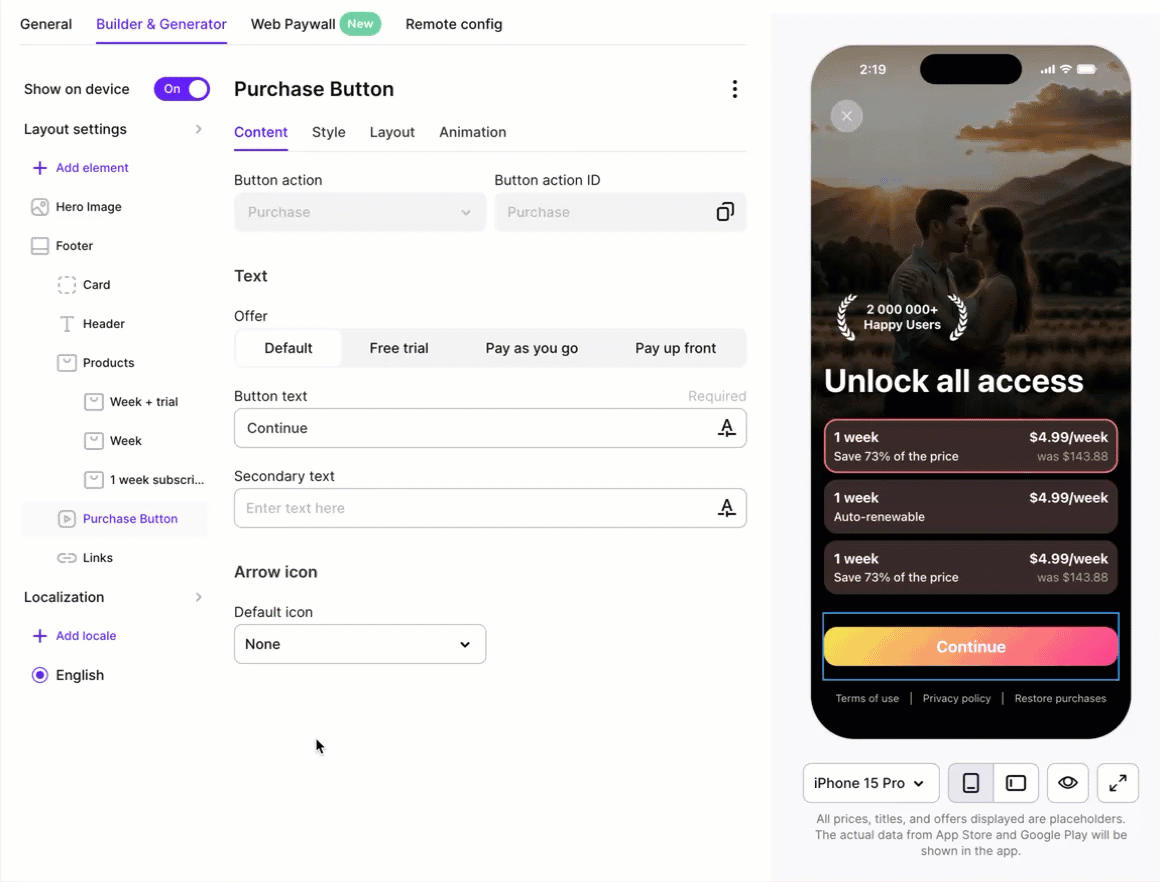 General
Builder & Generator
Web Paywall
New
Remote config
Show on device
On
Layout settings
Add element
Hero Image
Footer
Card
Header
Products
Week + trial
Week
1 week subscri...
Purchase Button
Links
Localization
Add locale
English
Purchase Button
Content
Style
Layout
Animation
Button action
Button action ID
Purchase
Purchase
Text
Offer
Default
Free trial
Pay as you go
Pay up front
Button text
Required
Continue
Secondary text
Enter text here
Arrow icon
Default icon
None
2:19
2 000 000+
Happy Users
Unlock all access
1 week
$4.99/week
Save 73% of the price
was $143.88
1 week
$4.99/week
Auto-renewable
1 week
$4.99/week
Save 73% of the price
was $143.88
Continue
Terms of use
Privacy policy
Restore purchases
iPhone 15 Pro
All prices, titles, and offers displayed are placeholders.
The actual data from App Store and Google Play will be
shown in the app.